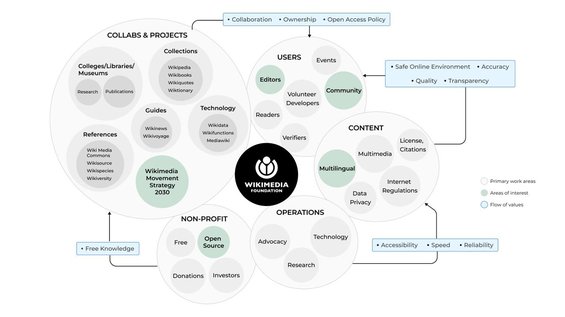 • Collaboration • Ownership • Open Access Policy
COLLABS & PROJECTS
Colleges/Libraries/
Museums
Research
Publications
Collections
Wikipedia
Wikibooks
Wikiquotes
Wiktionary
Guides
Wikinews
Wikivoyage
Technology
Wikidata
Wikifunctions
Mediawiki
References
Wiki Media
Commons
Wikisource
Wikispecies
Wikiversity
Wikimedia
Movement
Strategy
2030
USERS
Events
Editors
Community
Volunteer
Developers
Readers
Verifiers
• Safe Online Environment • Accuracy
• Quality • Transparency
WIKIMEDIA
FOUNDATION
CONTENT
License,
Citations
Multimedia
Multilingual
Internet
Regulations
Data
Privacy
Primary work areas
Areas of interest
Flow of values
NON-PROFIT
Free
Open
Source
Donations
Investors
OPERATIONS
Advocacy
Technology
Research
• Free Knowledge
• Accessibility • Speed • Reliability